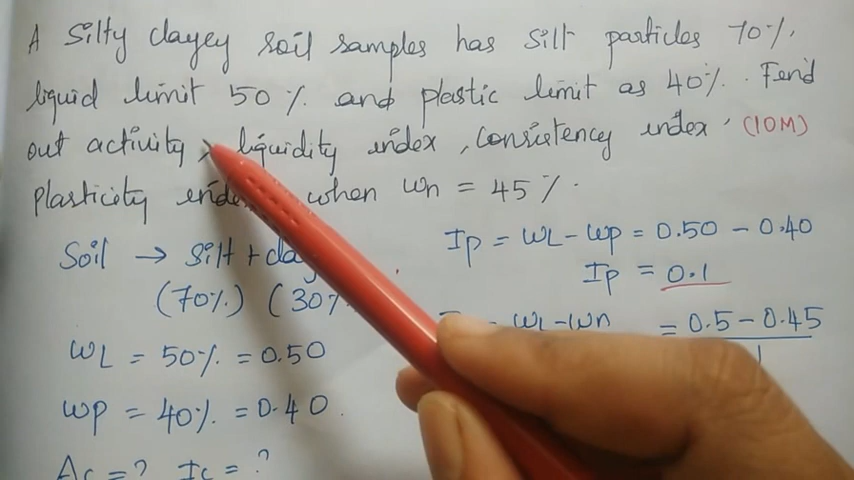 A silty clayey soil samples has silt particles 70%,
liquid limit 50% and plastic limit as 40%. Fend
out activity, liquidity index, consistency index, (10M)
plasticity when wn = 45%.
Soil → silt +
(70%) (30%
wL = 50% = 0.50
wp = 40% = 0.40.
Ac = ? Ic = ?
Ip = wL - wp = 0.50 - 0.40
Ip = 0.1
wL - wn = 0.5 - 0.45